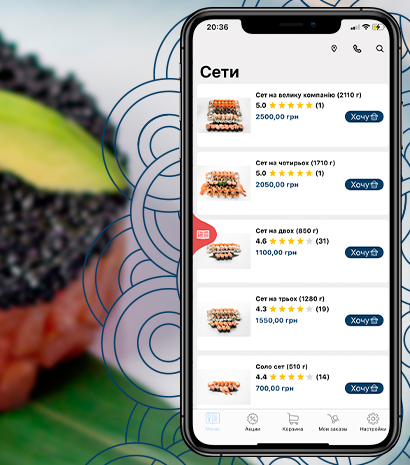 20:36
Сети
Сет на велику компанію (2110 г)
5.0 (1)
2500,00 грн
Хочу
Сет на чотирьох (1710 г)
5.0 (1)
2050,00 грн
Хочу
Сет на двох (850 г)
4.6 (31)
1100,00 грн
Хочу
Сет на трьох (1280 г)
4.3 (19)
1550,00 грн
Хочу
Соло сет (510 г)
4.4 (14)
700,00 грн
Хочу
Меню Акции Корзина Мои заказы Настройки